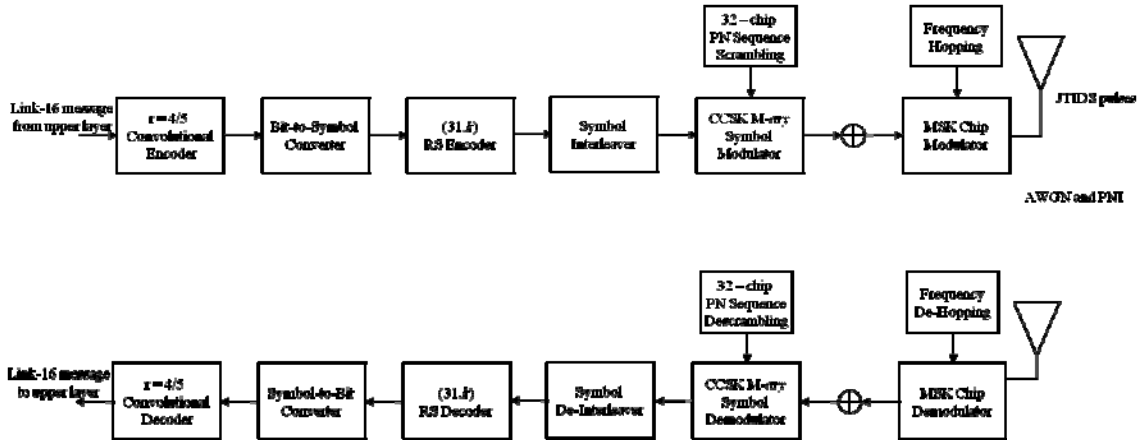 32 – chip
PN Sequence
Scrambling
Frequency
Hopping
Link-16 message
from upper layer
r = 4/5
Convolutional
Encoder
Bit-to-Symbol
Converter
(31,k)
RS Encoder
Symbol
Interleaver
CCSK M-ary
Symbol
Modulator
MSK Chip
Modulator
JTIDS pulses
AWGN and PNI
32 – chip
PN Sequence
Descrambling
Frequency
De-Hopping
Link-16 message
to upper layer
r = 4/5
Convolutional
Decoder
Symbol-to-Bit
Converter
(31,k)
RS Decoder
Symbol
De-Interleaver
CCSK M-ary
Symbol
Demodulator
MSK Chip
Demodulator